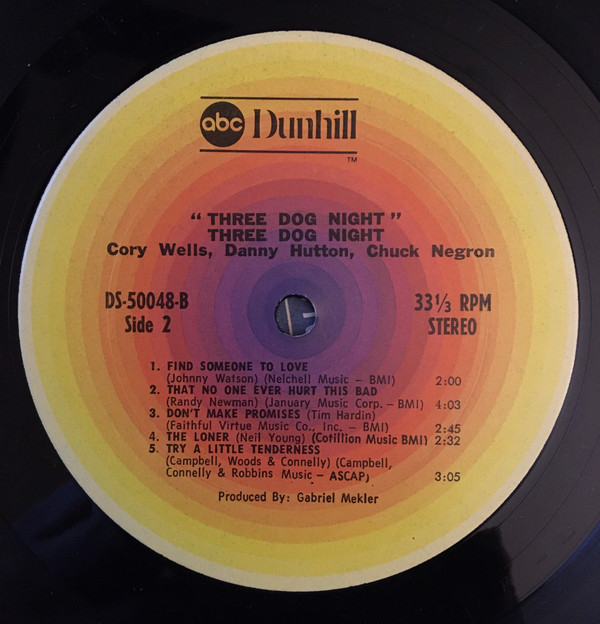 abc Dunhill
TM
"THREE DOG NIGHT"
THREE DOG NIGHT
Cory Wells, Danny Hutton, Chuck Negron
DS-50048-B 33⅓ RPM
Side 2 STEREO
1. FIND SOMEONE TO LOVE
(Johnny Watson) (Nelchell Music – BMI) 2:00
2. THAT NO ONE EVER HURT THIS BAD
(Randy Newman) (January Music Corp. – BMI) 4:03
3. DON'T MAKE PROMISES (Tim Hardin)
(Faithful Virtue Music Co., Inc. – BMI) 2:45
4. THE LONER (Neil Young) (Cotillion Music BMI) 2:32
5. TRY A LITTLE TENDERNESS
(Campbell, Woods & Connelly) (Campbell,
Connelly & Robbins Music – ASCAP) 3:05
Produced By: Gabriel Mekler